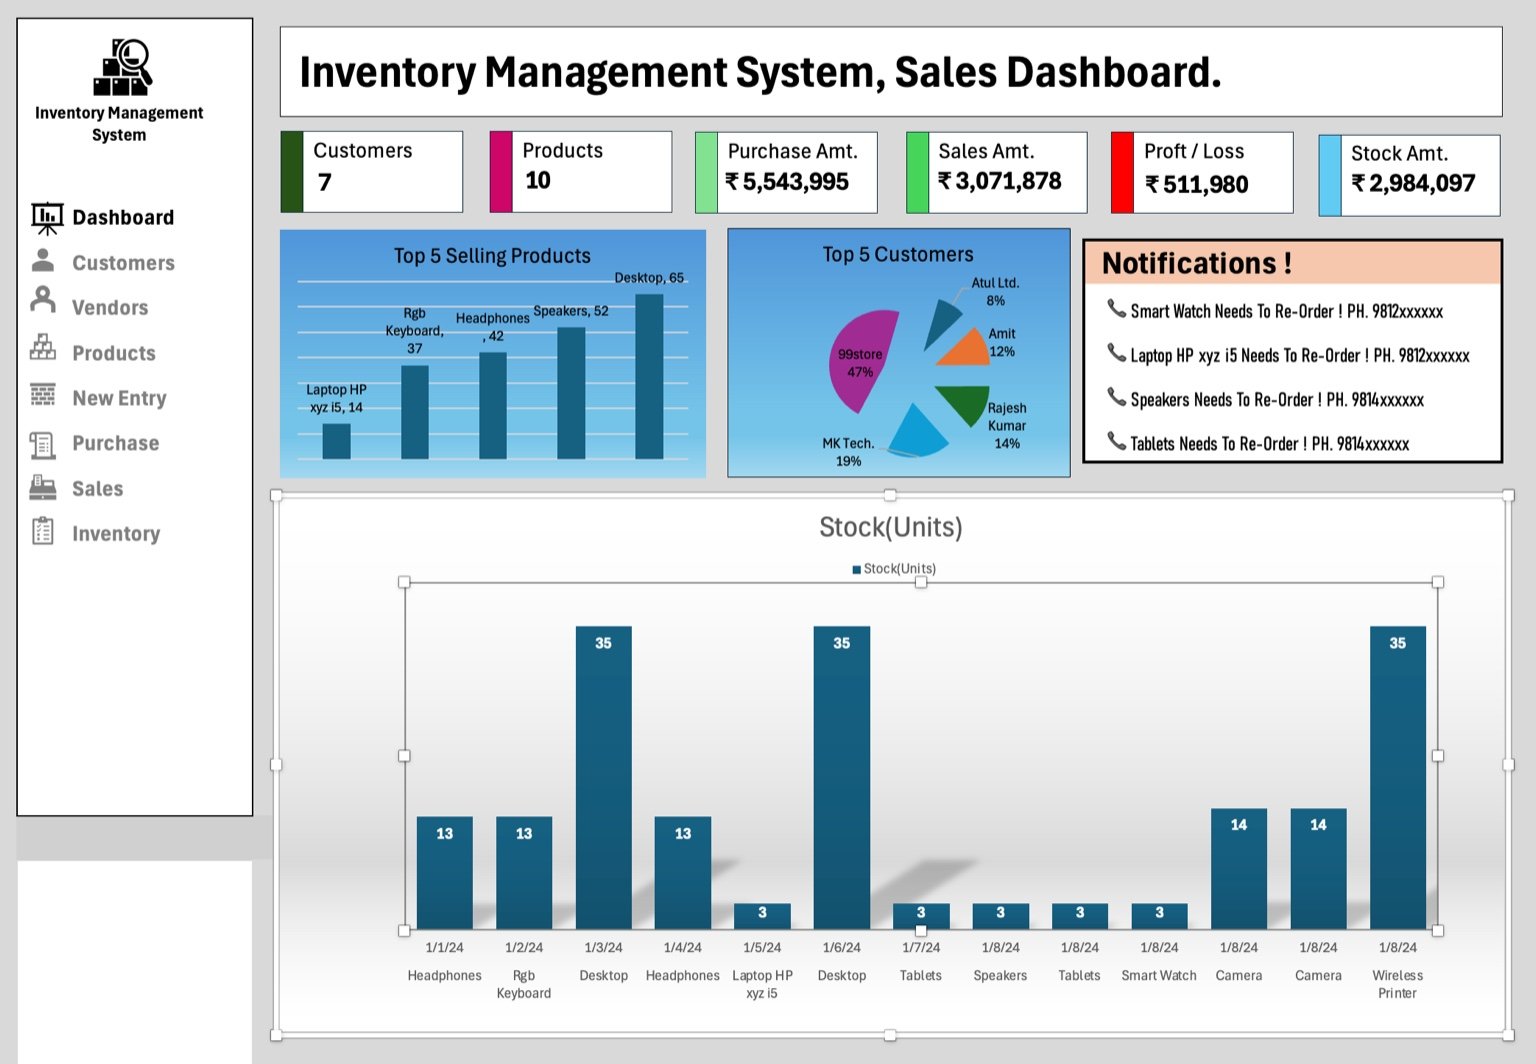 Inventory Management
System
Dashboard
Customers
Vendors
Products
New Entry
Purchase
Sales
Inventory
Inventory Management System, Sales Dashboard.
Customers
7
Products
10
Purchase Amt.
₹ 5,543,995
Sales Amt.
₹ 3,071,878
Proft / Loss
₹ 511,980
Stock Amt.
₹ 2,984,097
Top 5 Selling Products
Laptop HP
xyz i5, 14
Rgb
Keyboard,
37
Headphones
, 42
Speakers, 52
Desktop, 65
Top 5 Customers
Atul Ltd.
8%
Amit
12%
Rajesh
Kumar
14%
MK Tech.
19%
99store
47%
Notifications !
Smart Watch Needs To Re-Order ! PH. 9812xxxxxx
Laptop HP xyz i5 Needs To Re-Order ! PH. 9812xxxxxx
Speakers Needs To Re-Order ! PH. 9814xxxxxx
Tablets Needs To Re-Order ! PH. 9814xxxxxx
Stock(Units)
Stock(Units)
13 13 35 13 3 35 3 3 3 3 14 14 35
1/1/24 1/2/24 1/3/24 1/4/24 1/5/24 1/6/24 1/7/24 1/8/24 1/8/24 1/8/24 1/8/24 1/8/24 1/8/24
Headphones Rgb Desktop Headphones Laptop HP Desktop Tablets Speakers Tablets Smart Watch Camera Camera Wireless
Keyboard xyz i5 Printer